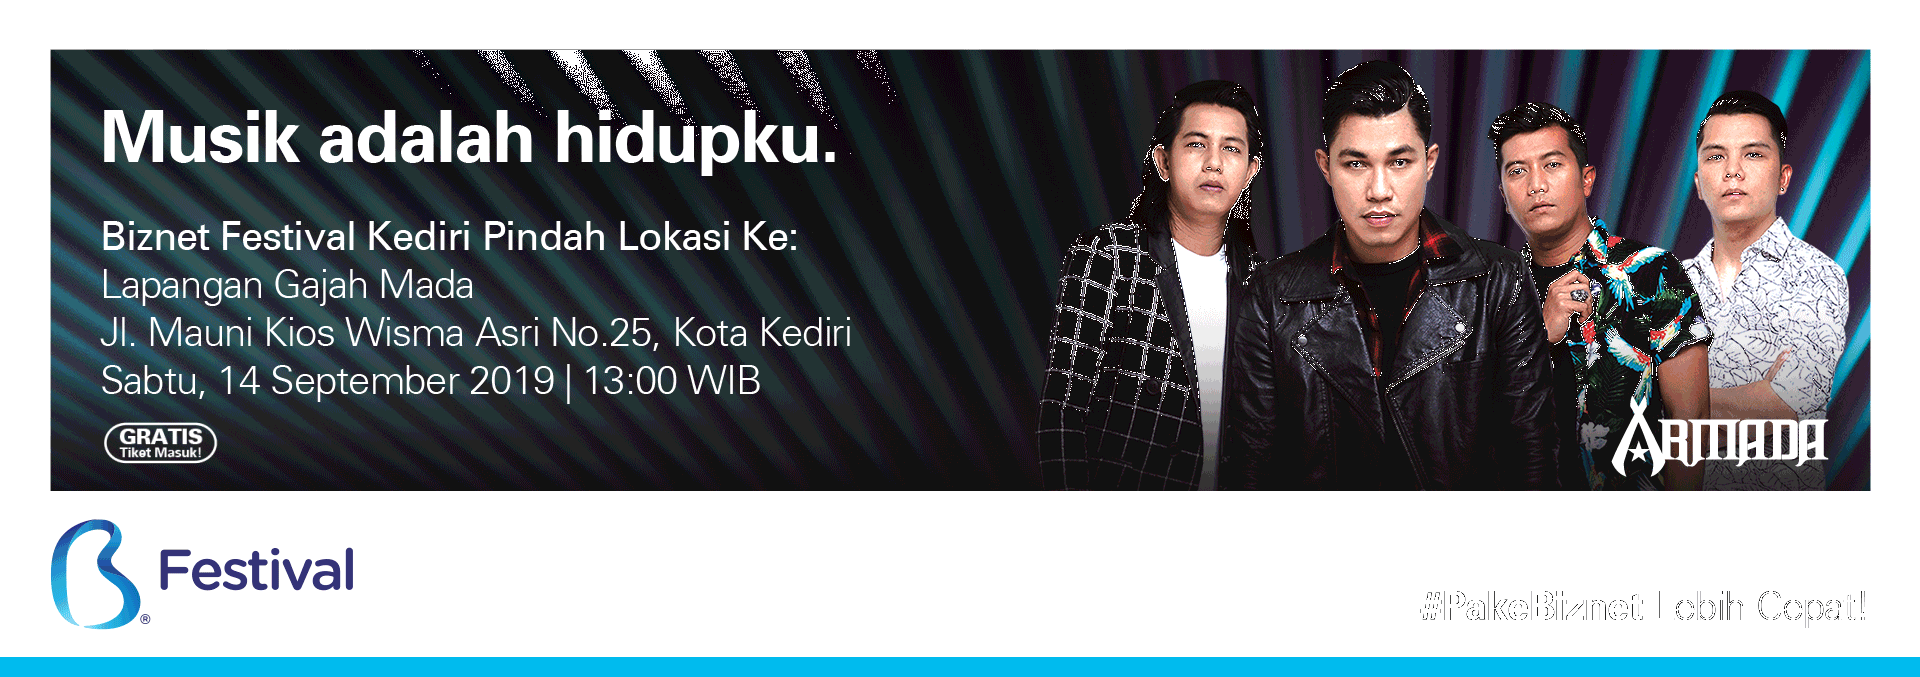 Musik adalah hidupku.
Biznet Festival Kediri Pindah Lokasi Ke:
Lapangan Gajah Mada
Jl. Mauni Kios Wisma Asri No.25, Kota Kediri
Sabtu, 14 September 2019 | 13:00 WIB
GRATIS
Tiket Masuk!
ARMADA
B Festival
®
#PakeBiznet Lebih Cepat!